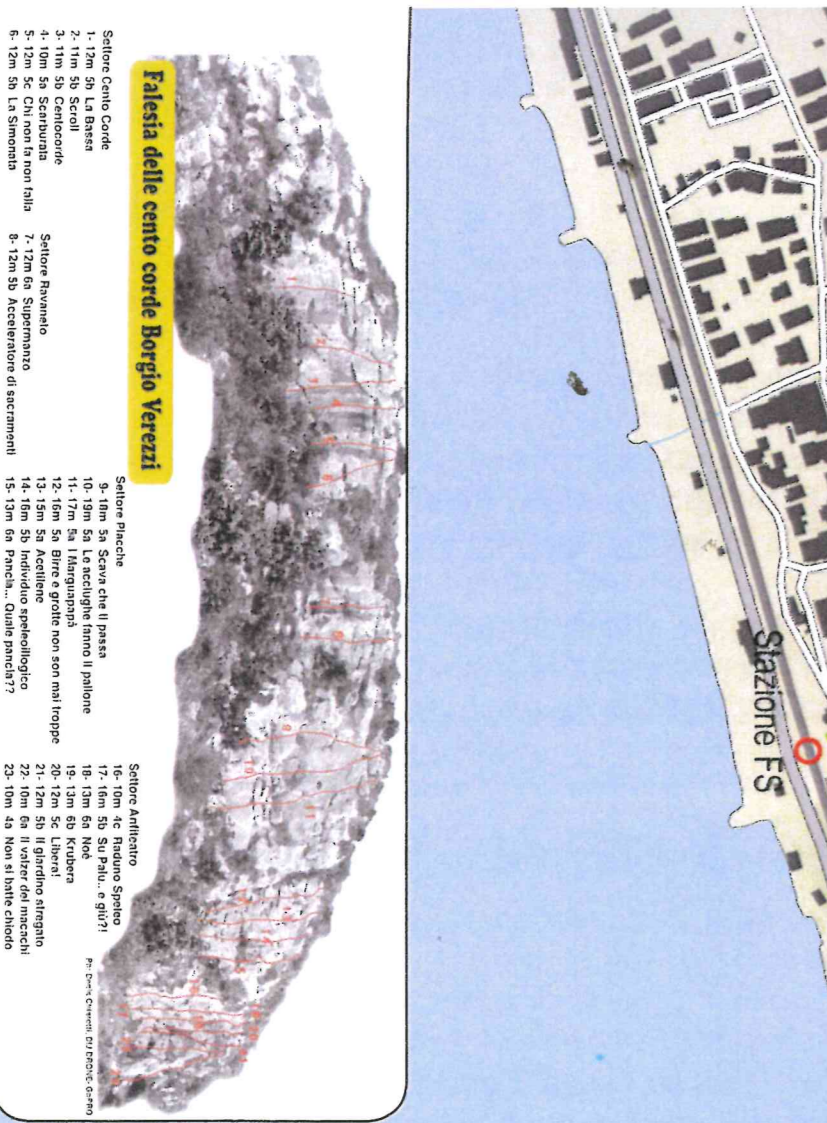 Stazione FS
Falesia delle cento corde Borgio Verezzi
Settore Cento Corde
1- 12m 5b La Bassa
2- 11m 5b Scroll
3- 11m 5b Centocorde
4- 10m 5a Scarburala
5- 12m 5c Chi non fa non falla
6- 12m 5b La Simonata
Settore Ravanelo
7- 12m 6a Supermanzo
8- 12m 5b Acceleratore di sacramenti
Settore Placche
9- 18m 5a Scava che li passa
10- 19m 5a Le acciughe fanno il pallone
11- 17m 5a I Marguapapà
12- 16m 5a Birre e grotte non son mai troppe
13- 15m 5a Acetilene
14- 16m 5b Individuo speleoillogico
15- 13m 6a Pancia... Quale pancia??
Settore Anfiteatro
16- 10m 4c Raduno Speleo
17- 16m 5b Su Palu.. e giù?!
18- 13m 6a Noè
19- 13m 6b Krubera
20- 12m 5c Libera!
21- 12m 5b Il giardino stregato
22- 10m 6a Il valzer dei macachi
23- 10m 4a Non si batte chiodo